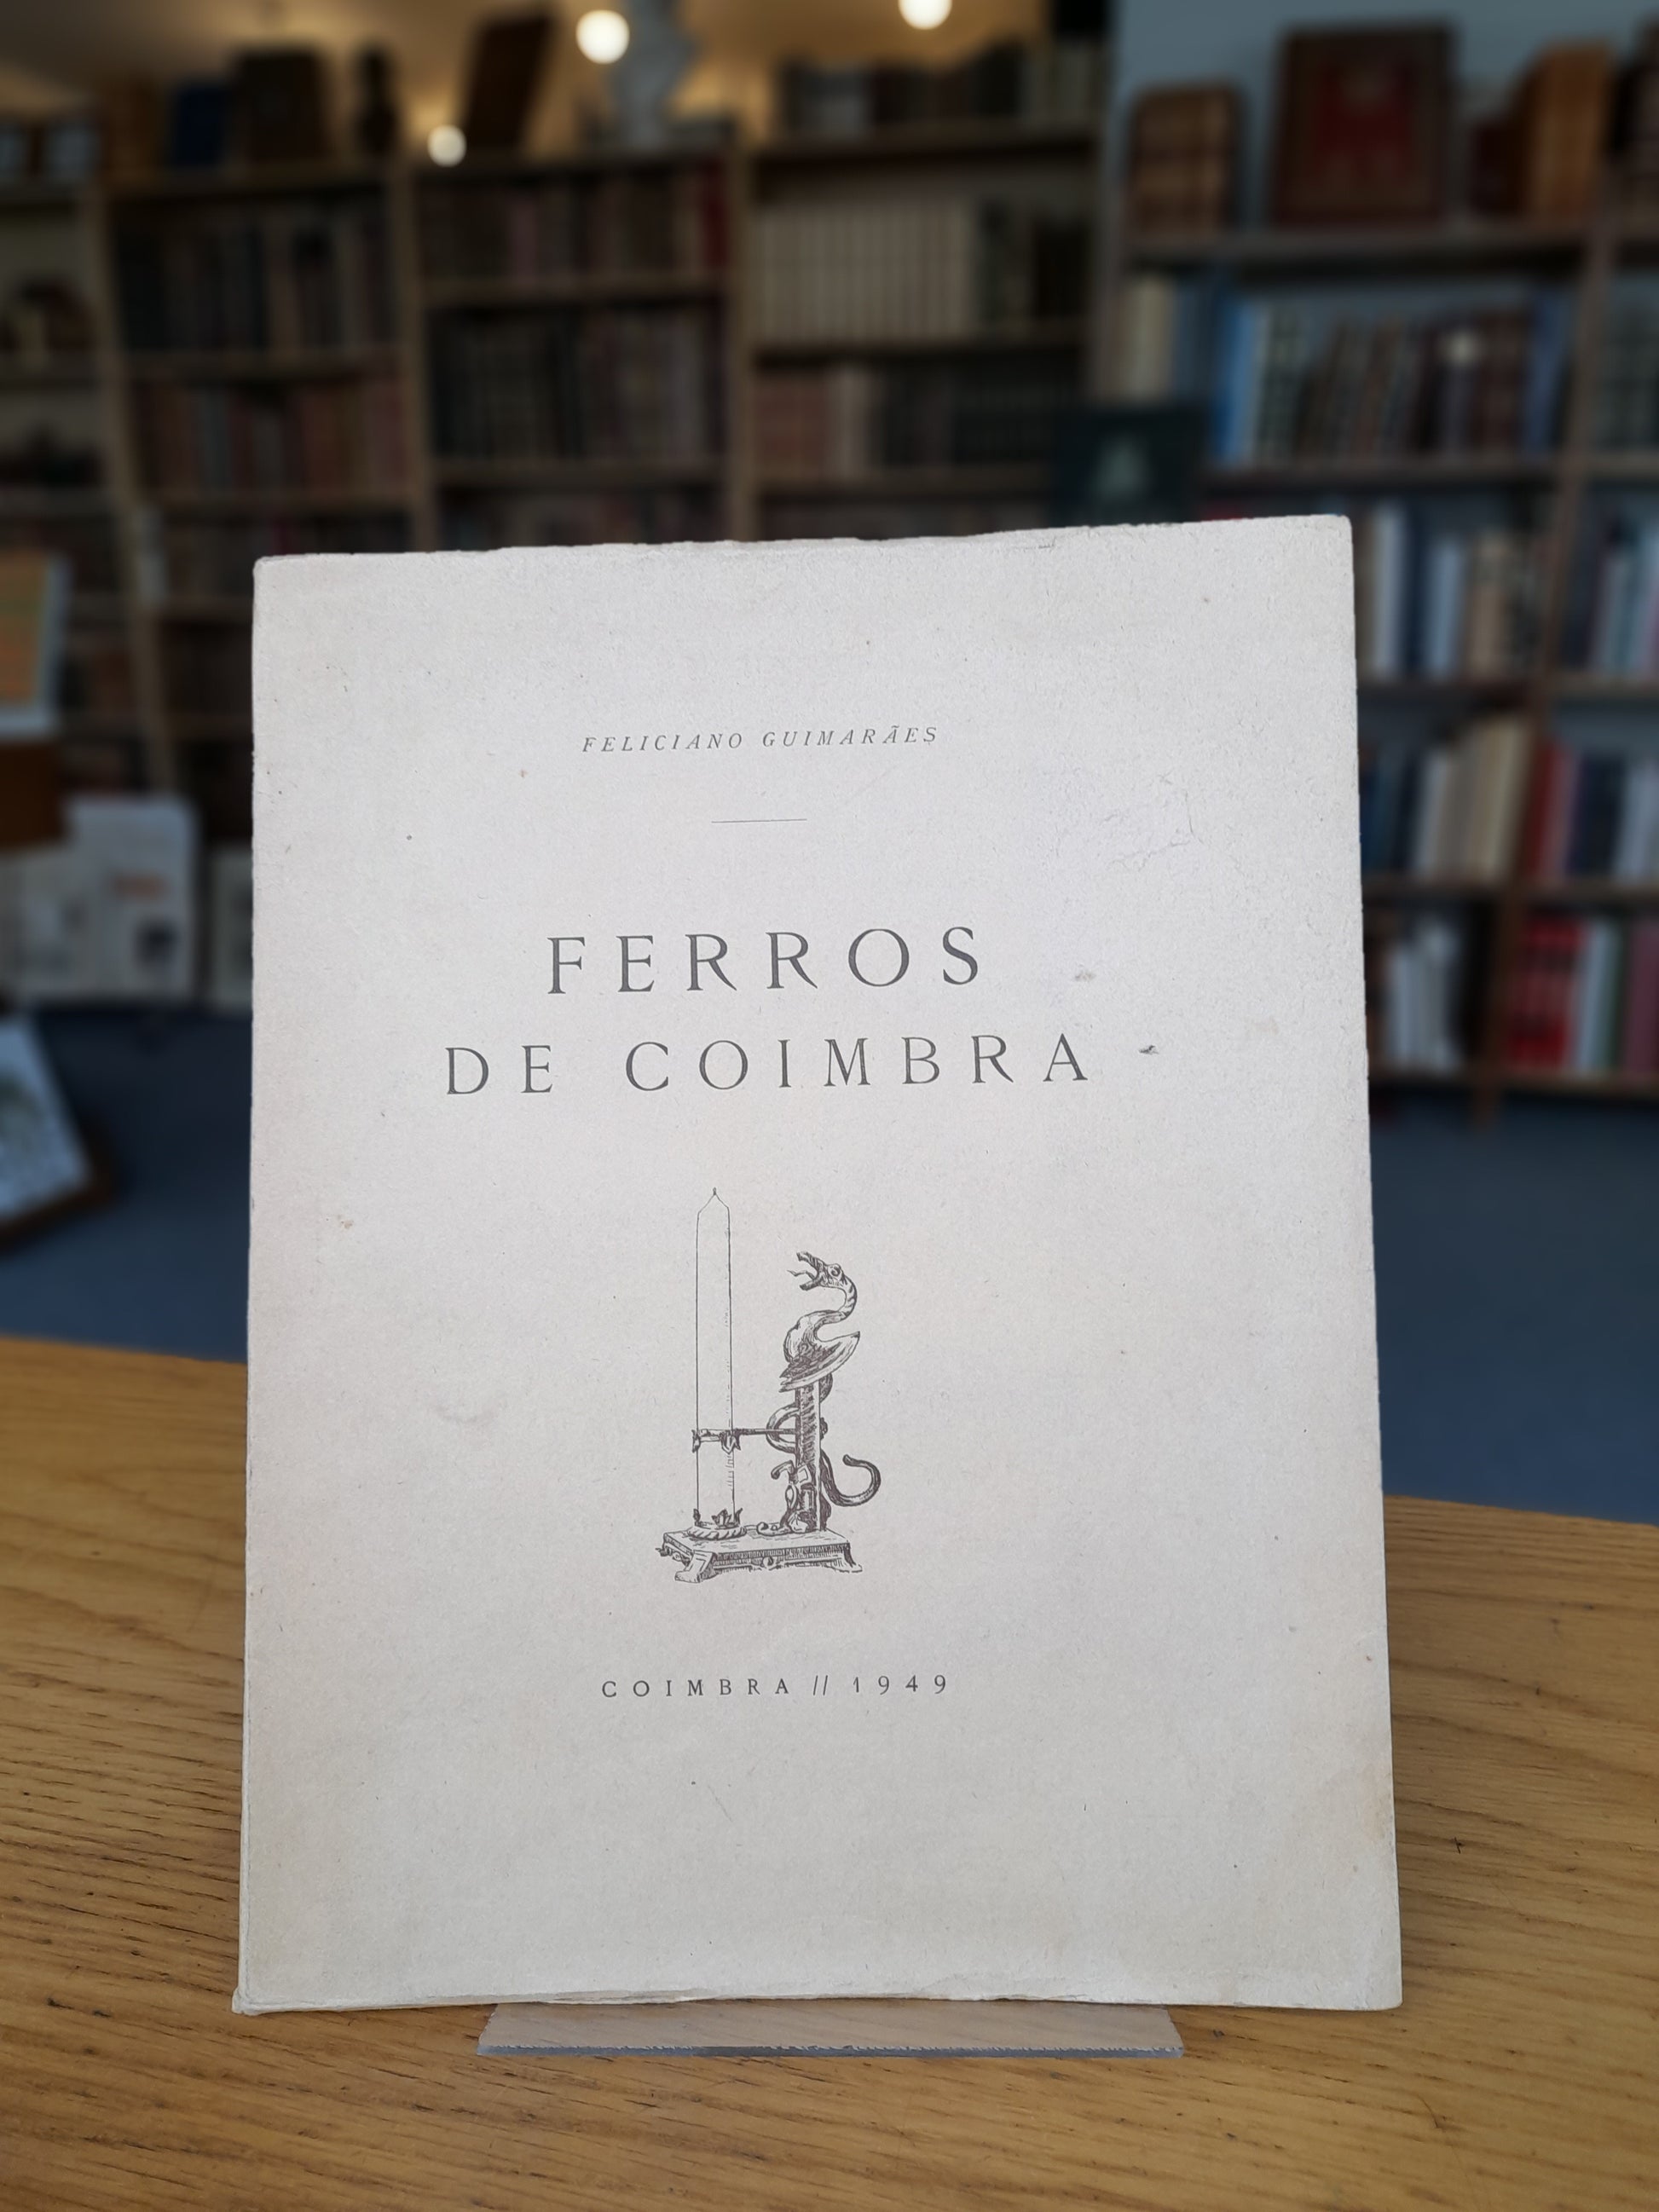 FELICIANO GUIMARÃES
FERROS
DE COIMBRA
COIMBRA // 1949